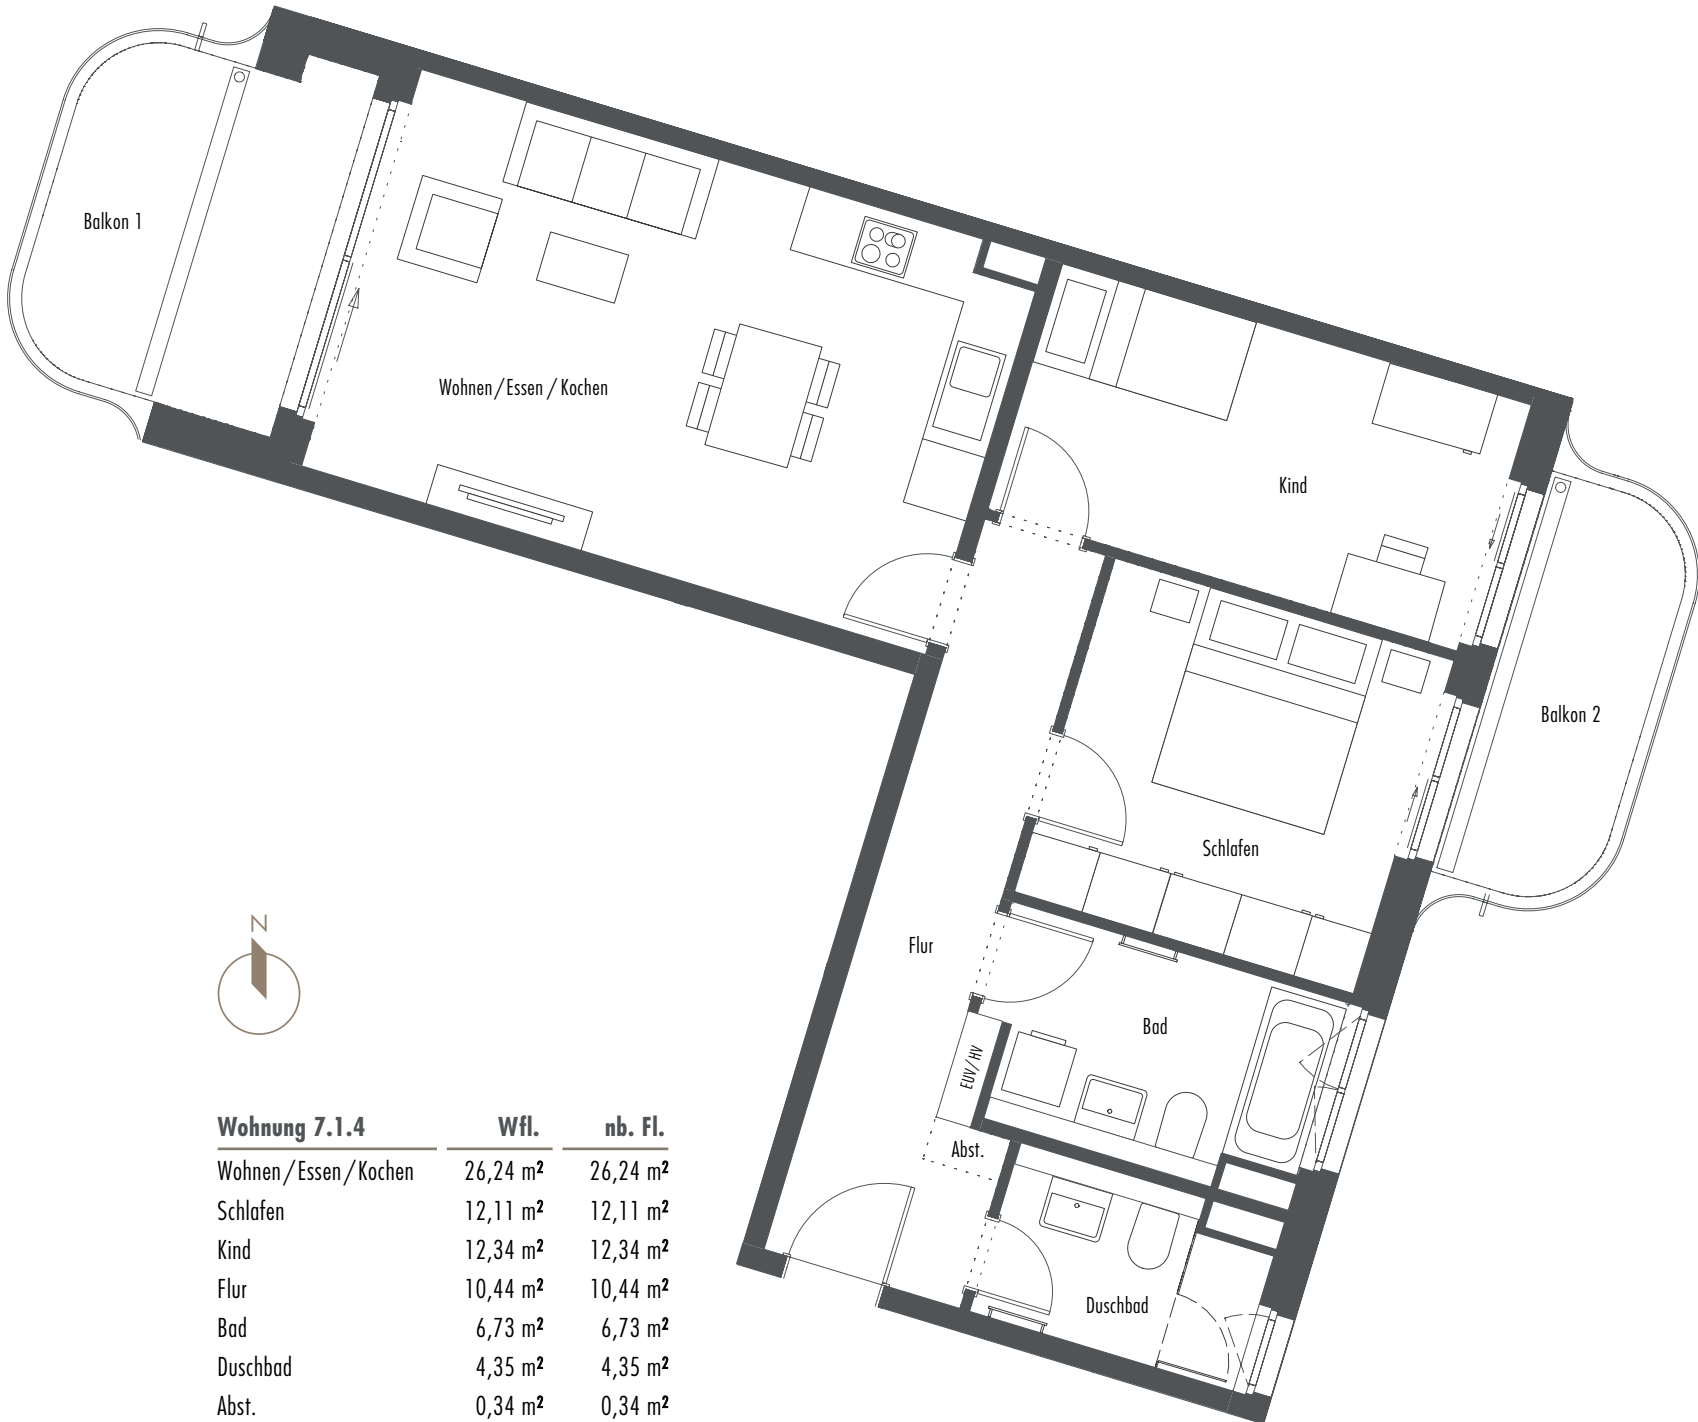 Balkon 1
Wohnen/Essen/Kochen
Kind
Balkon 2
Schlafen
Flur
N
Bad
EUV/HV
Abst.
Duschbad
Wohnung 7.1.4 Wfl. nb. Fl.
Wohnen/Essen/Kochen 26,24 m² 26,24 m²
Schlafen 12,11 m² 12,11 m²
Kind 12,34 m² 12,34 m²
Flur 10,44 m² 10,44 m²
Bad 6,73 m² 6,73 m²
Duschbad 4,35 m² 4,35 m²
Abst. 0,34 m² 0,34 m²